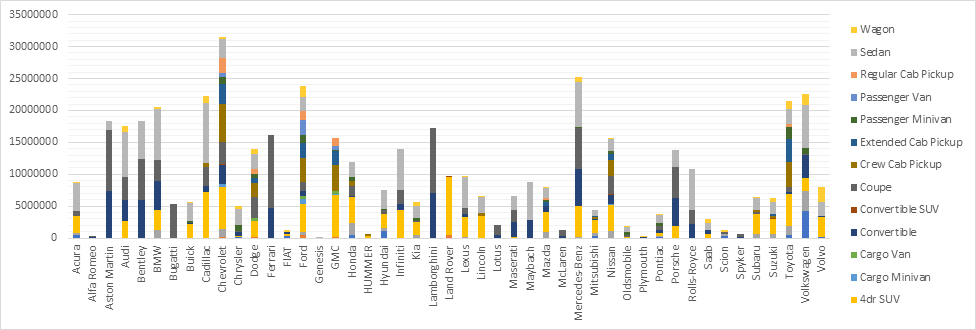 35000000
30000000
25000000
20000000
15000000
10000000
5000000
0
Acura
Alfa Romeo
Aston Martin
Audi
Bentley
BMW
Bugatti
Buick
Cadillac
Chevrolet
Chrysler
Dodge
Ferrari
FIAT
Ford
Genesis
GMC
Honda
HUMMER
Hyundai
Infiniti
Kia
Lamborghini
Land Rover
Lexus
Lincoln
Lotus
Maserati
Maybach
Mazda
McLaren
Mercedes-Benz
Mitsubishi
Nissan
Oldsmobile
Plymouth
Pontiac
Porsche
Rolls-Royce
Saab
Scion
Spyker
Subaru
Suzuki
Toyota
Volkswagen
Volvo
Wagon
Sedan
Regular Cab Pickup
Passenger Van
Passenger Minivan
Extended Cab Pickup
Crew Cab Pickup
Coupe
Convertible SUV
Convertible
Cargo Van
Cargo Minivan
4dr SUV